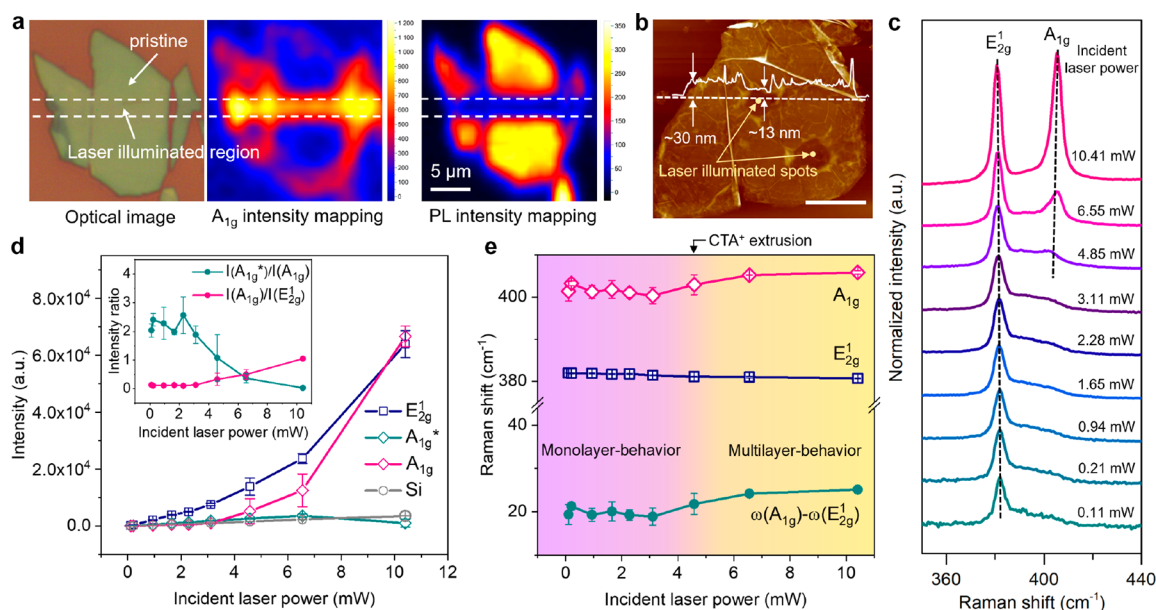 a
pristine
Laser illuminated region
Optical image
1 200
1 100
1 000
900
800
700
600
500
400
300
200
100
A1g intensity mapping
5 μm
350
300
250
200
150
100
50
0
PL intensity mapping
b
~30 nm
~13 nm
Laser illuminated spots
c
E¹2g
A1g
Incident
laser power
10.41 mW
6.55 mW
4.85 mW
3.11 mW
2.28 mW
1.65 mW
0.94 mW
0.21 mW
0.11 mW
Normalized intensity (a.u.)
360
400
440
Raman shift (cm⁻¹)
d
8.0x10⁴
6.0x10⁴
4.0x10⁴
2.0x10⁴
0.0
Intensity (a.u.)
I(A1g*)/I(A1g)
I(A1g)/I(E¹2g)
Intensity ratio
4
3
2
1
0
0 2 4 6 8 10
Incident laser power (mW)
E¹2g
A1g*
A1g
Si
0 2 4 6 8 10 12
Incident laser power (mW)
e
CTA⁺ extrusion
A1g
E¹2g
Monolayer-behavior
Multilayer-behavior
ω(A1g)-ω(E¹2g)
400
380
40
20
Raman shift (cm⁻¹)
0 2 4 6 8 10
Incident laser power (mW)